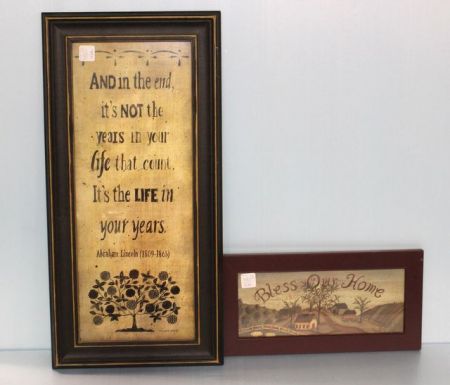 AND in the end,
it's NOT the
years in your
life that count.
It's the LIFE in
your years.
Abraham Lincoln (1809-1865)
Bless Our Home